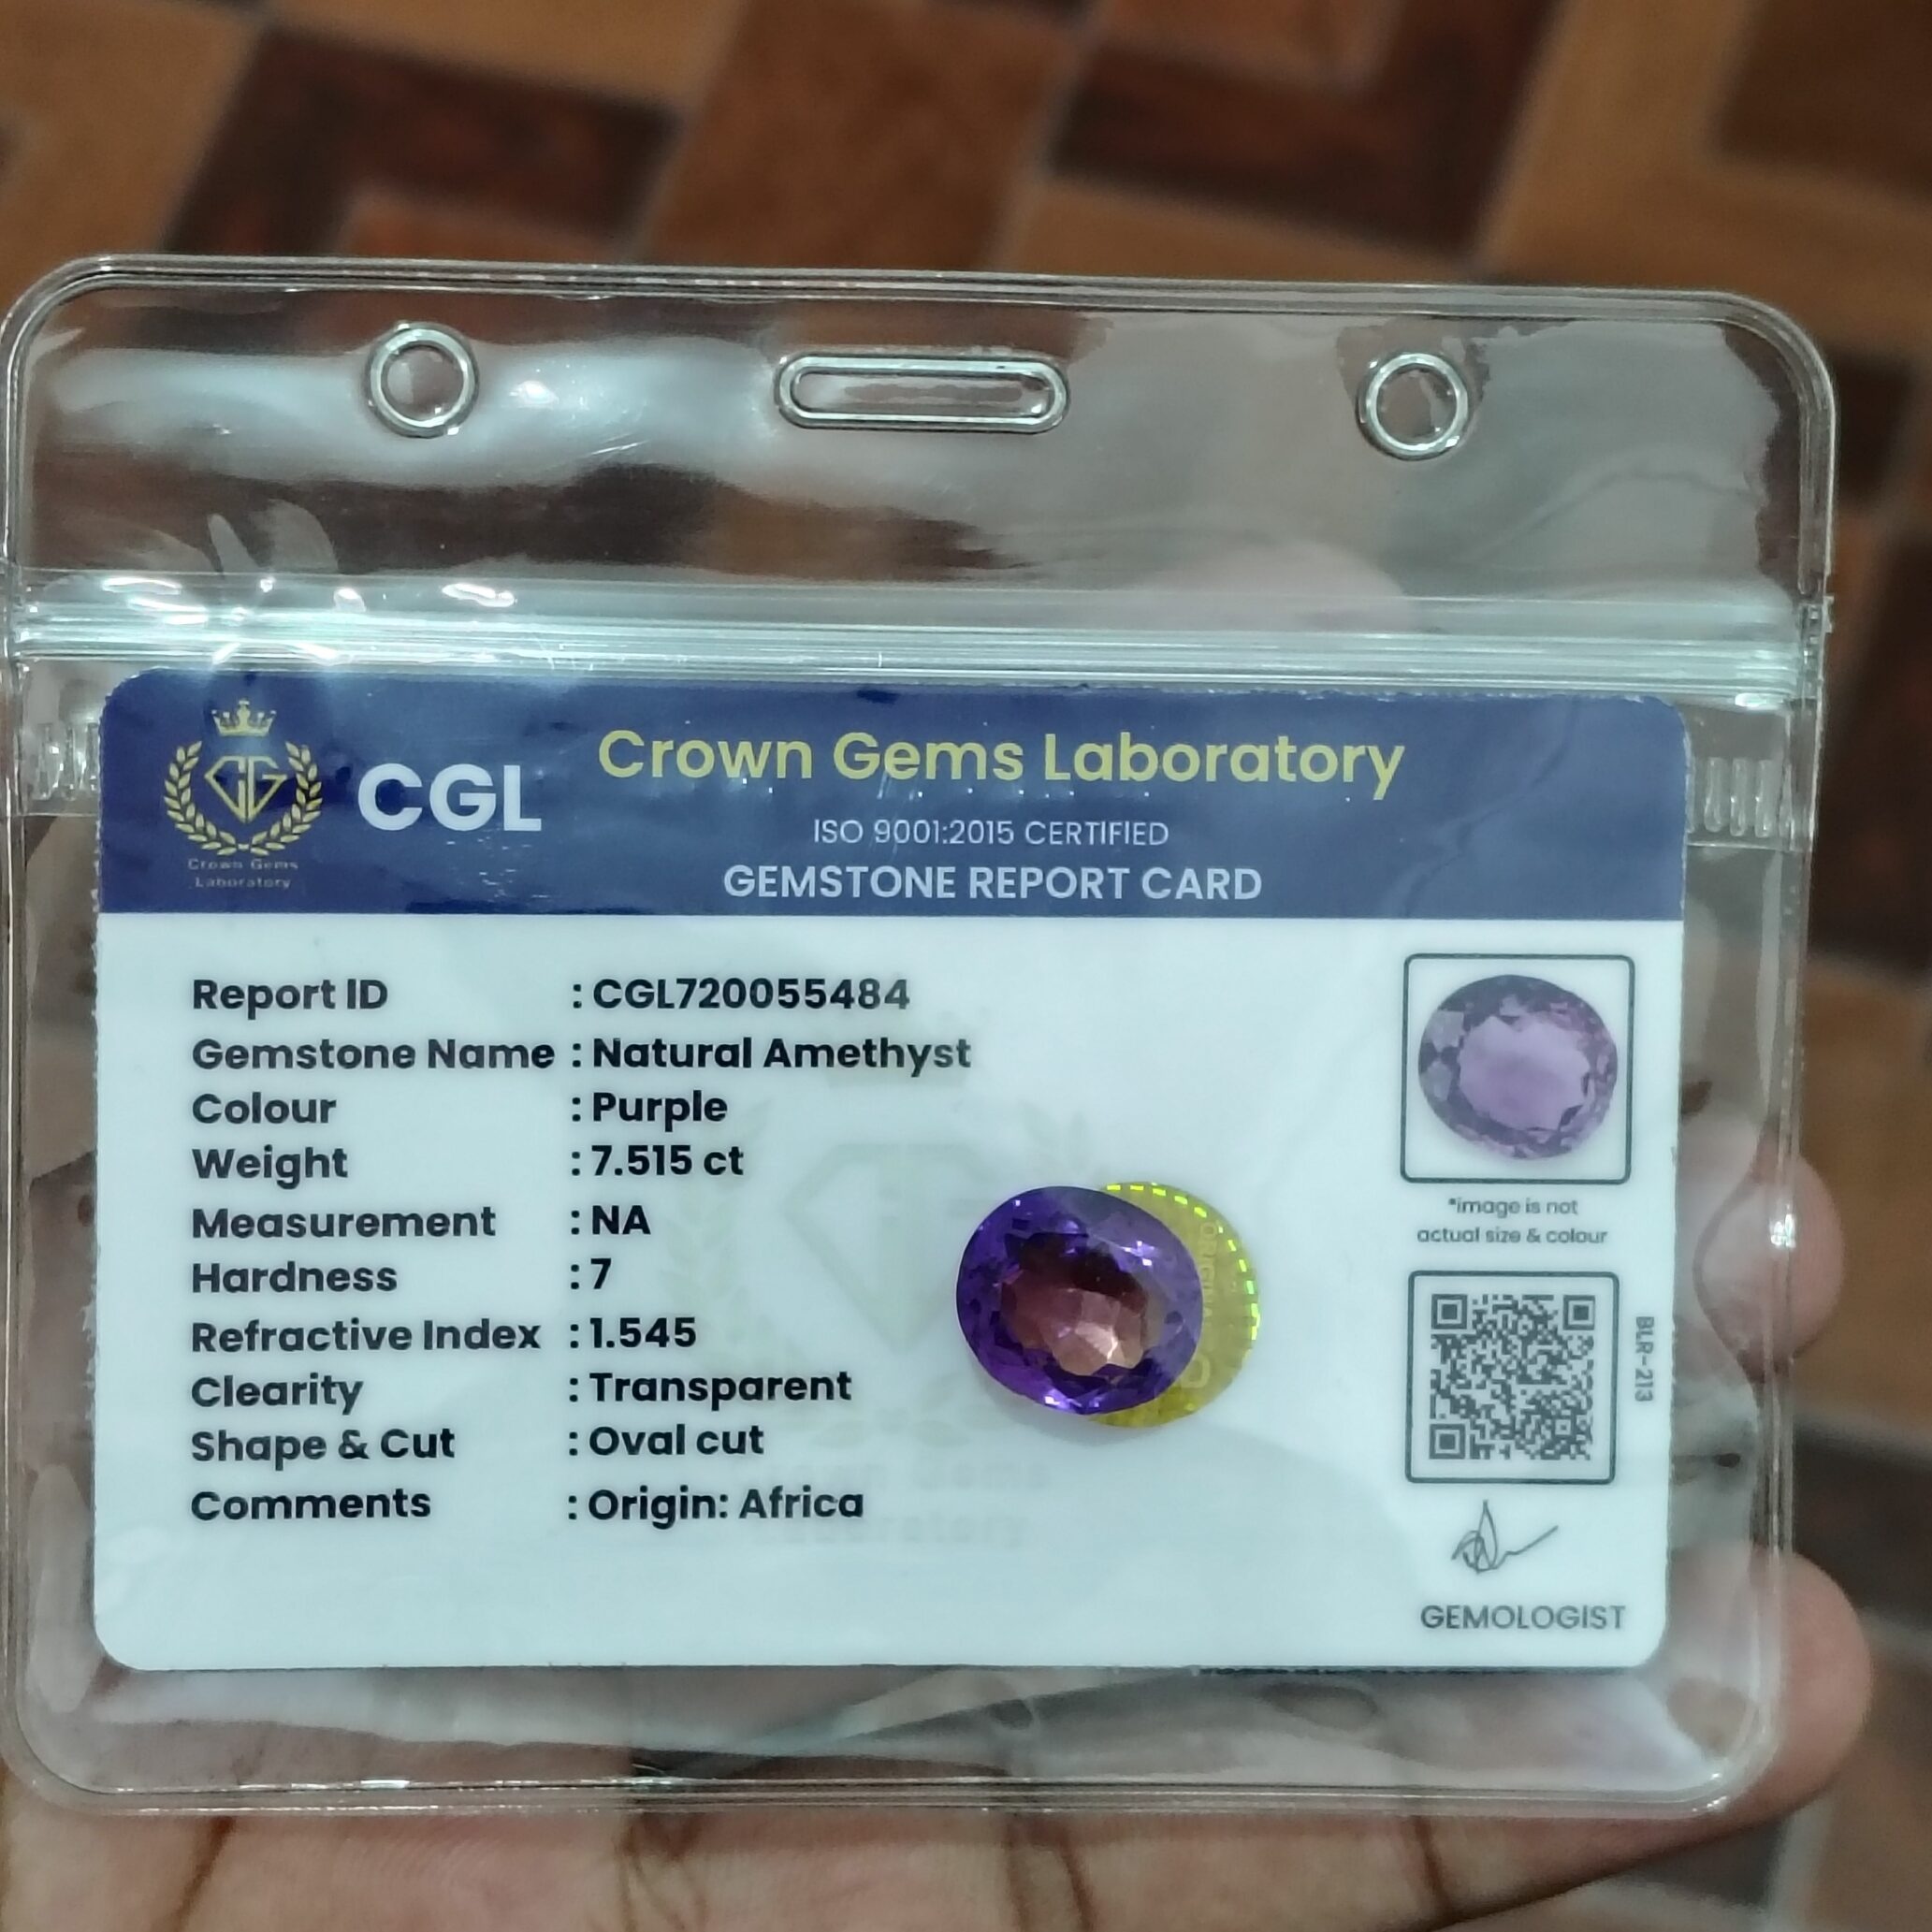 CGL
Crown Gems
Laboratory
Crown Gems Laboratory
ISO 9001:2015 CERTIFIED
GEMSTONE REPORT CARD
Report ID : CGL720055484
Gemstone Name : Natural Amethyst
Colour : Purple
Weight : 7.515 ct
Measurement : NA
Hardness : 7
Refractive Index : 1.545
Clearity : Transparent
Shape & Cut : Oval cut
Comments : Origin: Africa
*image is not
actual size & colour
BLR-213
GEMOLOGIST